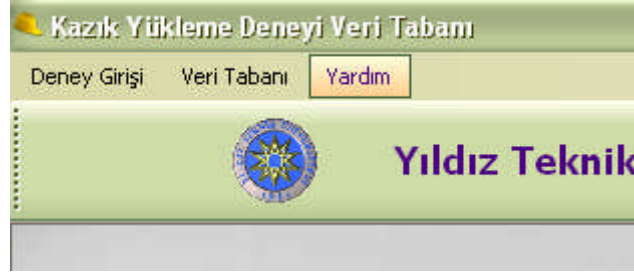 Kazık Yükleme Deneyi Veri Tabanı
Deney Girişi Veri Tabanı Yardım
Yıldız Teknik